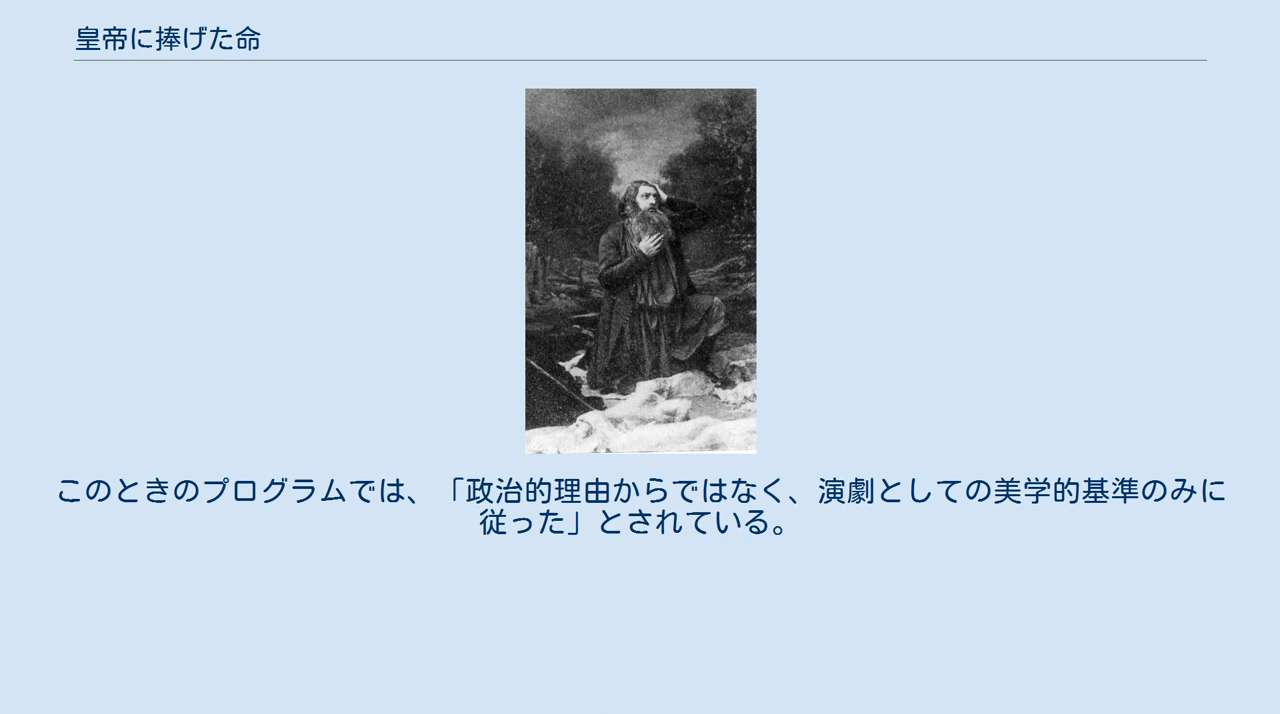 皇帝に捧げた命
このときのプログラムでは、「政治的理由からではなく、演劇としての美学的基準のみに
従った」とされている。